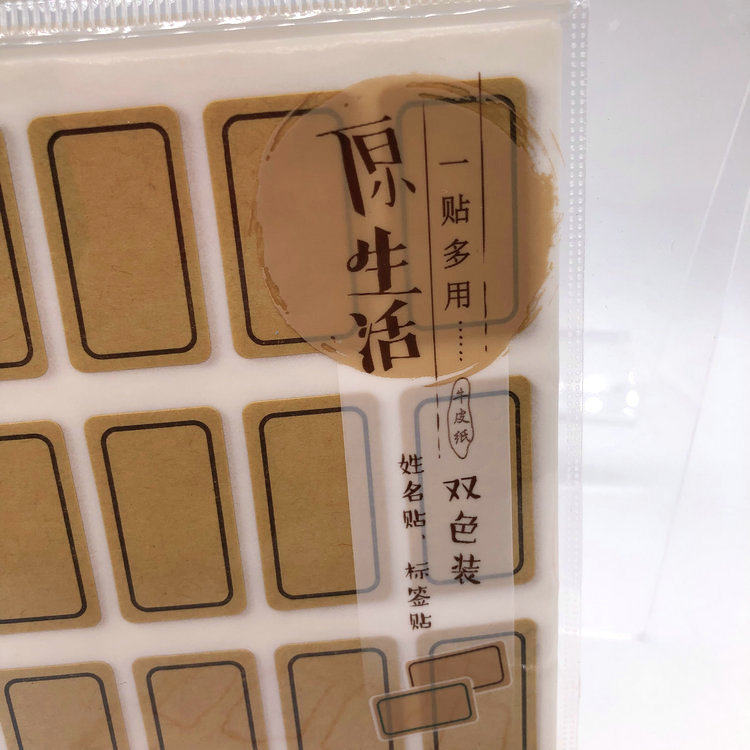 原生活
一贴多用……
牛皮纸
双色装
姓名贴、标签贴